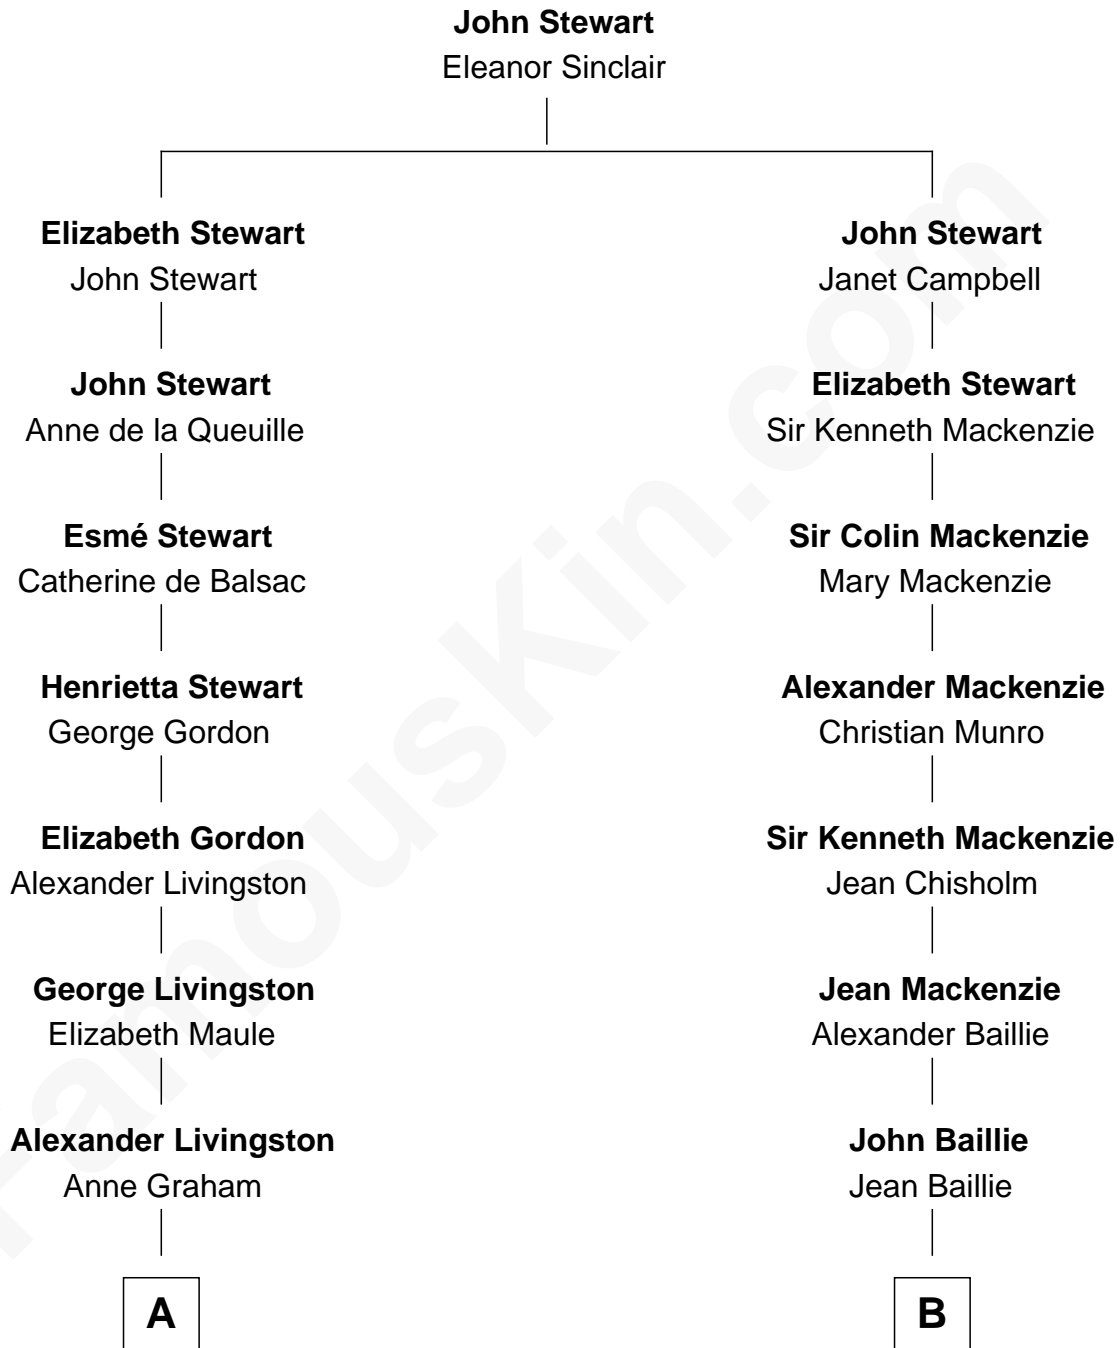 John Stewart
Eleanor Sinclair
Elizabeth Stewart
John Stewart
John Stewart
Janet Campbell
John Stewart
Anne de la Queuille
Elizabeth Stewart
Sir Kenneth Mackenzie
Esmé Stewart
Catherine de Balsac
Sir Colin Mackenzie
Mary Mackenzie
Henrietta Stewart
George Gordon
Alexander Mackenzie
Christian Munro
Elizabeth Gordon
Alexander Livingston
Sir Kenneth Mackenzie
Jean Chisholm
George Livingston
Elizabeth Maule
Jean Mackenzie
Alexander Baillie
Alexander Livingston
Anne Graham
John Baillie
Jean Baillie
A
B
FamousKin.com